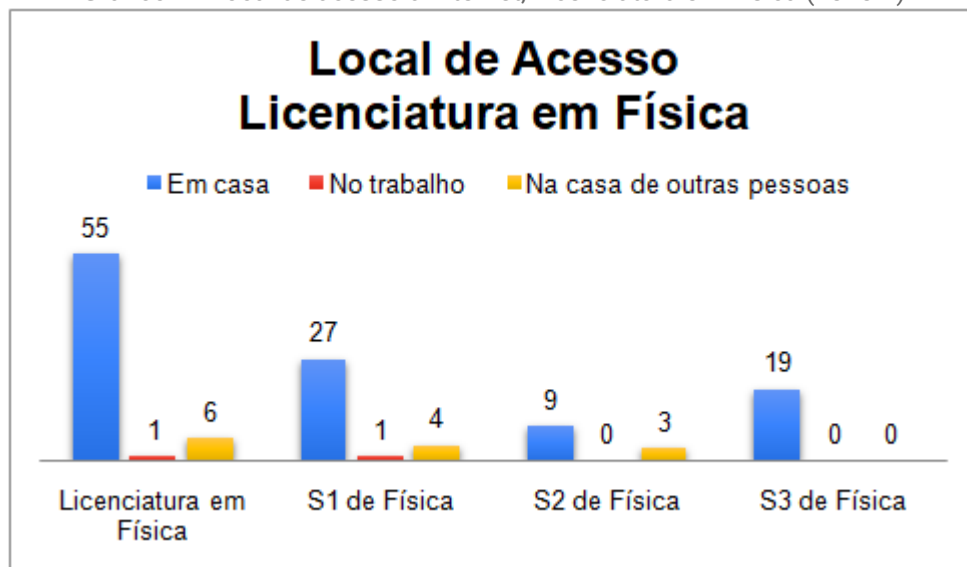 Local de Acesso
Licenciatura em Física
Em casa No trabalho Na casa de outras pessoas
55 1 6 27 1 4 9 0 3 19 0 0
Licenciatura em Física S1 de Física S2 de Física S3 de Física